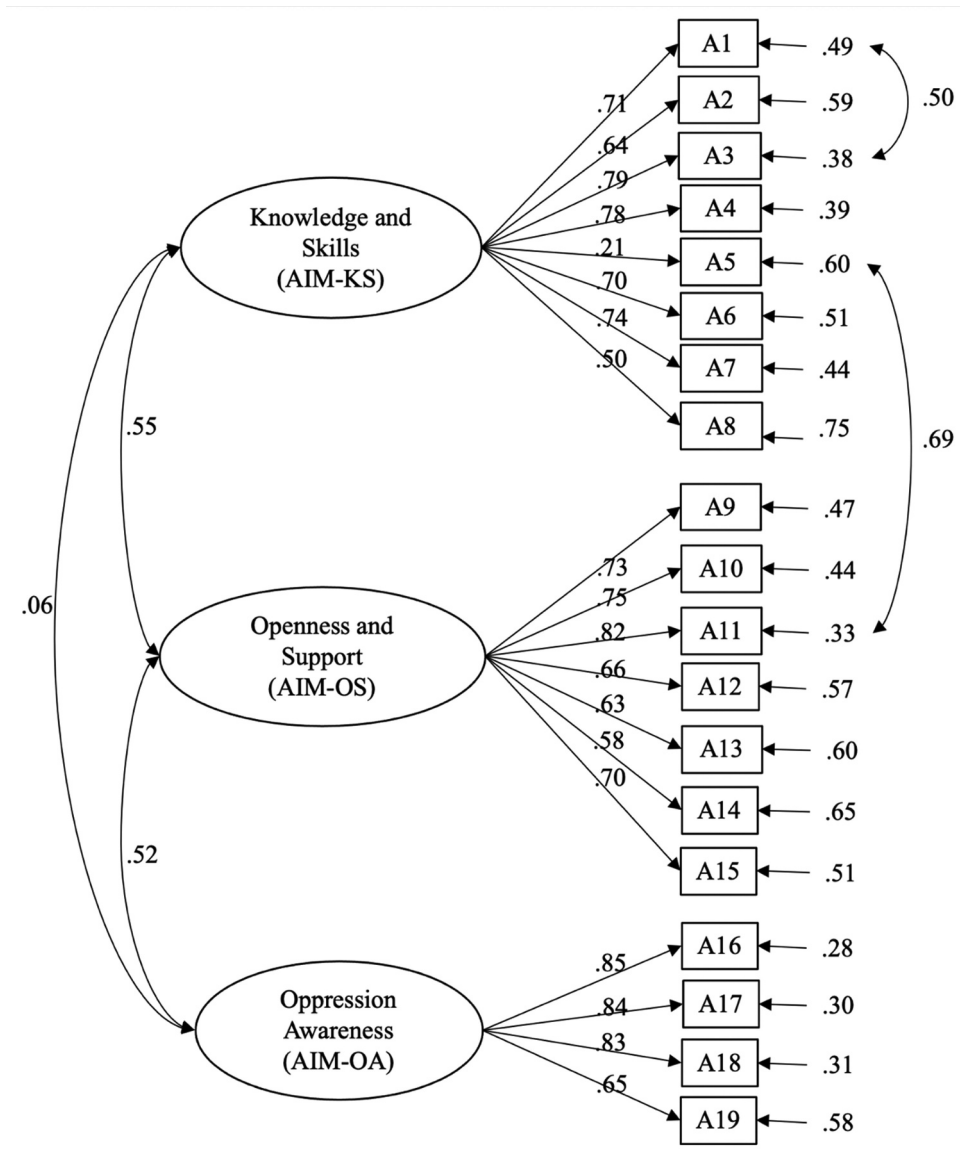 A1
.49
.50
A2
.59
.71
.64
A3
.38
.79
Knowledge and
Skills
(AIM-KS)
.78
A4
.39
.21
A5
.60
.70
A6
.51
.74
A7
.44
.50
A8
.75
.55
.69
A9
.47
.73
A10
.44
.75
.06
Openness and
Support
(AIM-OS)
.82
A11
.33
.66
A12
.57
.63
A13
.60
.58
.70
A14
.65
.52
A15
.51
A16
.28
.85
Oppression
Awareness
(AIM-OA)
.84
A17
.30
.83
A18
.31
.65
A19
.58